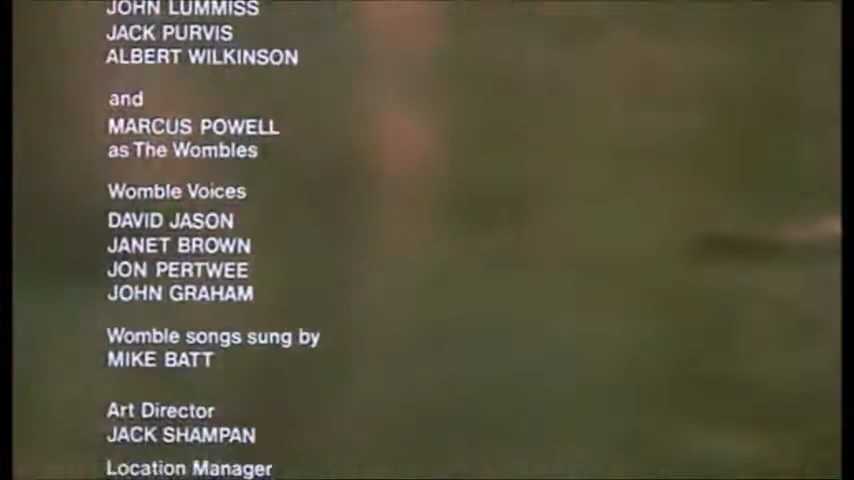 JOHN LUMMISS
JACK PURVIS
ALBERT WILKINSON
and
MARCUS POWELL
as The Wombles
Womble Voices
DAVID JASON
JANET BROWN
JON PERTWEE
JOHN GRAHAM
Womble songs sung by
MIKE BATT
Art Director
JACK SHAMPAN
Location Manager